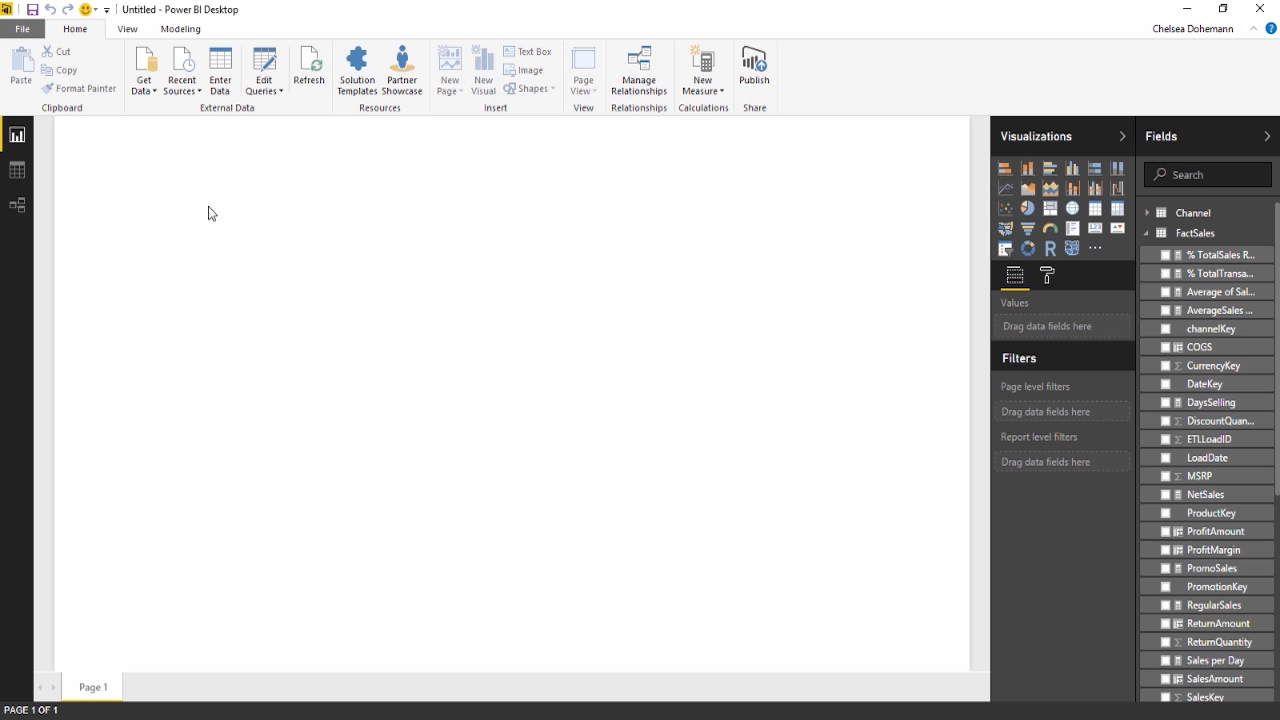 Untitled - Power BI Desktop
File
Home
View
Modeling
Chelsea Dohemann
Paste
Cut
Copy
Format Painter
Clipboard
Get Data
Recent Sources
Enter Data
Edit Queries
Refresh
External Data
Solution Templates
Partner Showcase
Resources
New Page
New Visual
Text Box
Image
Shapes
Insert
Page View
View
Manage Relationships
Relationships
New Measure
Calculations
Publish
Share
Visualizations
R
123
Values
Drag data fields here
Filters
Page level filters
Drag data fields here
Report level filters
Drag data fields here
Fields
Search
Channel
FactSales
% TotalSales R...
% TotalTransa...
Average of Sal...
AverageSales ...
channelKey
COGS
CurrencyKey
DateKey
DaysSelling
DiscountQuan...
ETLLoadID
LoadDate
MSRP
NetSales
ProductKey
ProfitAmount
ProfitMargin
PromoSales
PromotionKey
RegularSales
ReturnAmount
ReturnQuantity
Sales per Day
SalesAmount
SalesKey
Page 1
PAGE 1 OF 1